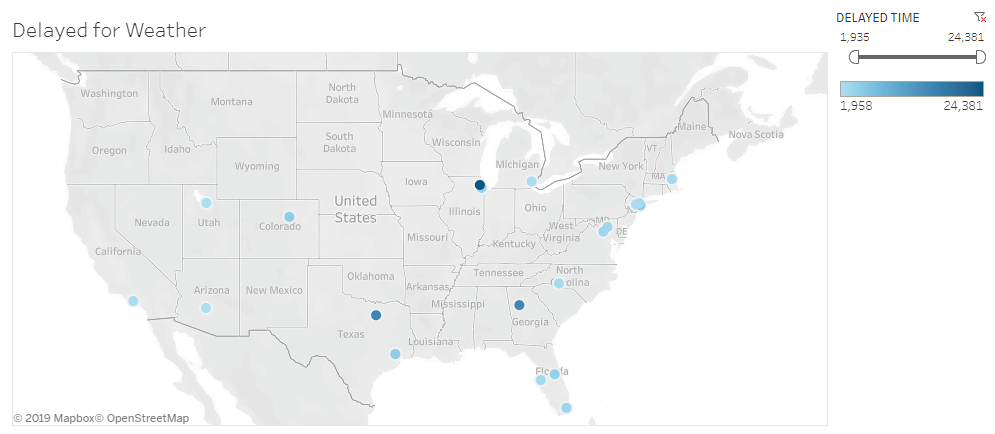 Delayed for Weather
DELAYED TIME
1,935 24,381
1,958 24,381
Washington
Montana
North
Dakota
Minnesota
Maine
Nova Scotia
Oregon
Idaho
South
Dakota
Wisconsin
Michigan
VT
New York
MA
Wyoming
Iowa
United
States
Nevada
Utah
Colorado
Illinois
Ohio
West
Virginia
MD
DE
California
Missouri
Kentucky
Arizona
New Mexico
Oklahoma
Arkansas
Tennessee
North
olina
Mississippi
Georgia
Texas
Louisiana
Florida
© 2019 Mapbox© OpenStreetMap